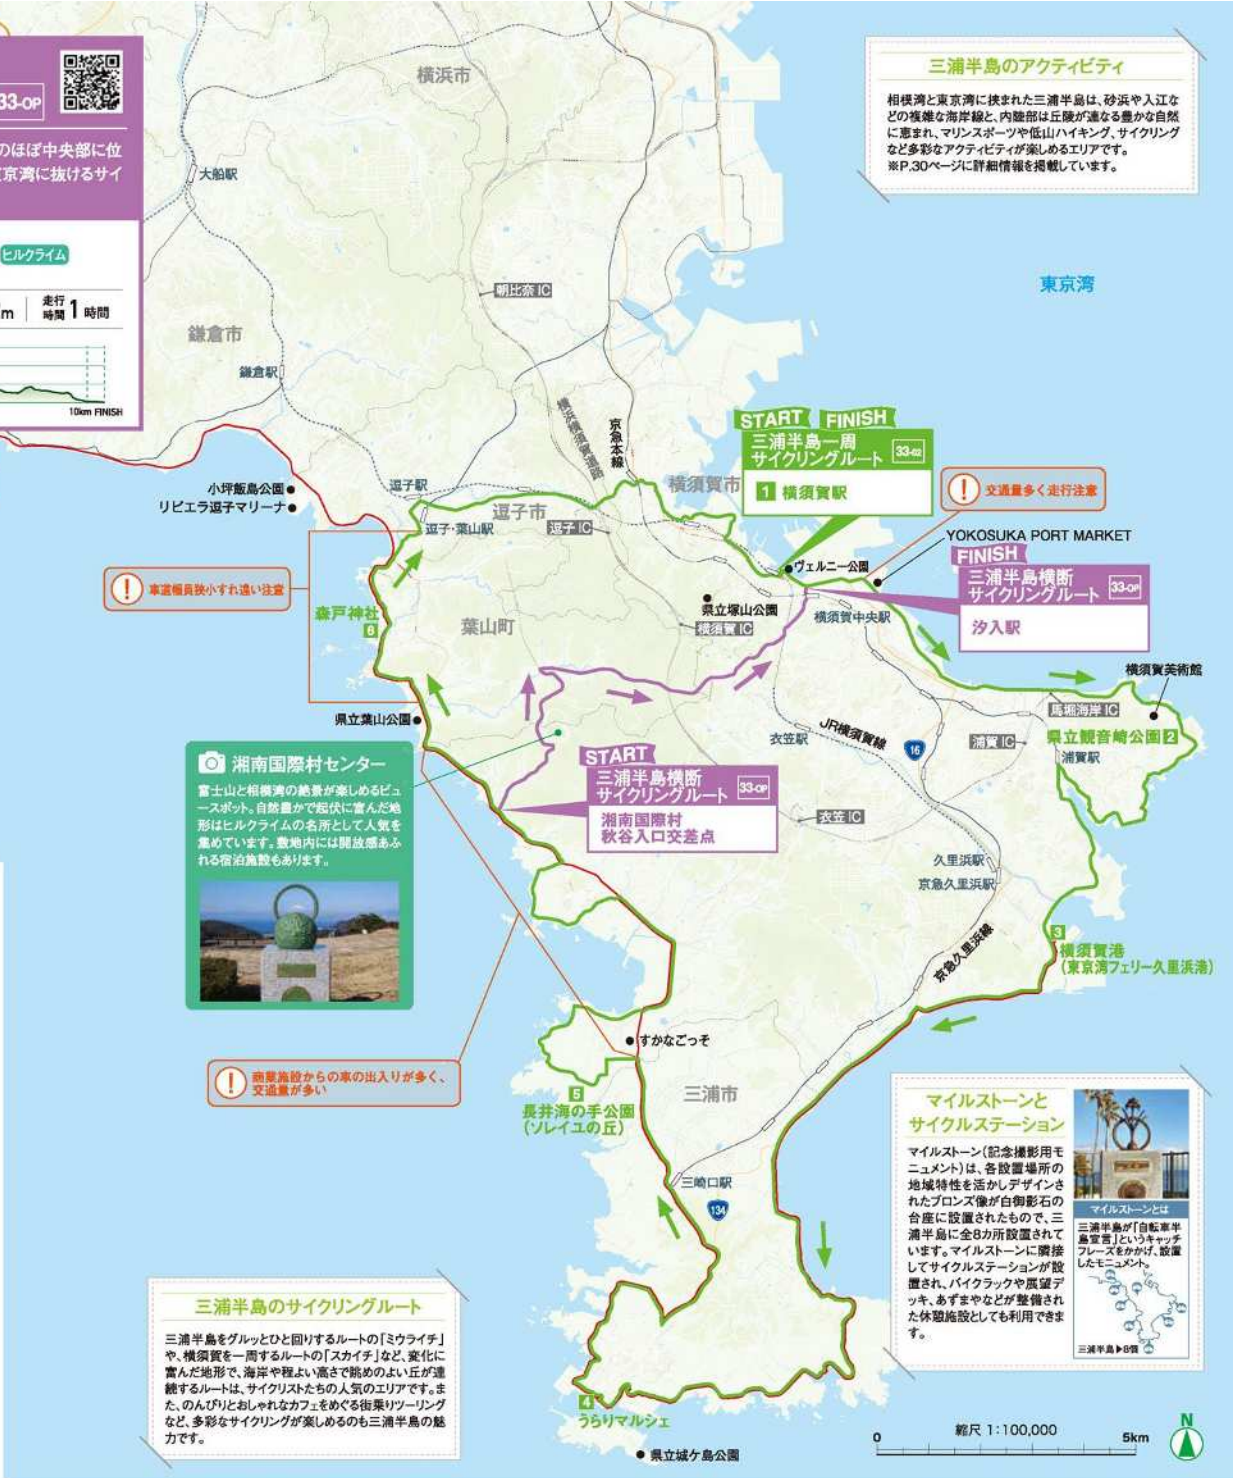 33-OP
のほぼ中央部に位
京湾に抜けるサイ
ヒルクライム
m
走行
時間 1 時間
10km FINISH
三浦半島のアクティビティ
相模湾と東京湾に挟まれた三浦半島は、砂浜や入江な
どの複雑な海岸線と、内陸部は丘陵が連なる豊かな自然
に恵まれ、マリンスポーツや低山ハイキング、サイクリング
など多彩なアクティビティが楽しめるエリアです。
※P.30ページに詳細情報を掲載しています。
横浜市
大船駅
朝比奈 IC
東京湾
鎌倉市
鎌倉駅
横浜横須賀道路
京急本線
START FINISH
三浦半島一周
サイクリングルート 33-02
1 横須賀駅
横須賀市
交通量多く走行注意
小坪飯島公園
リビエラ逗子マリーナ
逗子駅
逗子・葉山駅
逗子市
逗子 IC
YOKOSUKA PORT MARKET
ヴェルニー公園
FINISH
三浦半島横断
サイクリングルート 33-OP
汐入駅
車道幅員狭小すれ違い注意
森戸神社
6
葉山町
県立塚山公園
横須賀 IC
横須賀中央駅
横須賀美術館
県立葉山公園
馬堀海岸 IC
JR横須賀線
16
衣笠駅
浦賀 IC
県立観音崎公園 2
浦賀駅
湘南国際村センター
富士山と相模湾の絶景が楽しめるビュ
ースポット。自然豊かで起伏に富んだ地
形はヒルクライムの名所として人気を
集めています。敷地内には開放感あふ
れる宿泊施設もあります。
START
三浦半島横断
サイクリングルート 33-OP
湘南国際村
秋谷入口交差点
衣笠 IC
久里浜駅
京急久里浜駅
京急久里浜線
3
横須賀港
(東京湾フェリー久里浜港)
すかなごっそ
商業施設からの車の出入りが多く、
交通量が多い
5
長井海の手公園
(ソレイユの丘)
三浦市
三崎口駅
134
マイルストーンと
サイクルステーション
マイルストーン(記念撮影用モ
ニュメント)は、各設置場所の
地域特性を活かしデザインさ
れたブロンズ像が白御影石の
台座に設置されたもので、三
浦半島に全8カ所設置されて
います。マイルストーンに隣接
してサイクルステーションが設
置され、バイクラックや展望デ
ッキ、あずまやなどが整備され
た休憩施設としても利用できま
す。
マイルストーンとは
三浦半島が「自転車半
島宣言」というキャッチ
フレーズをかかげ、設置
したモニュメント。
三浦半島▶8個
三浦半島のサイクリングルート
三浦半島をグルッとひと回りするルートの「ミウライチ」
や、横須賀を一周するルートの「スカイチ」など、変化に
富んだ地形で、海岸や程よい高さで眺めのよい丘が連
続するルートは、サイクリストたちの人気のエリアです。ま
た、のんびりとおしゃれなカフェをめぐる街乗りツーリング
など、多彩なサイクリングが楽しめるのも三浦半島の魅
力です。
4
うらりマルシェ
県立城ケ島公園
縮尺 1:100,000
0 5km
N